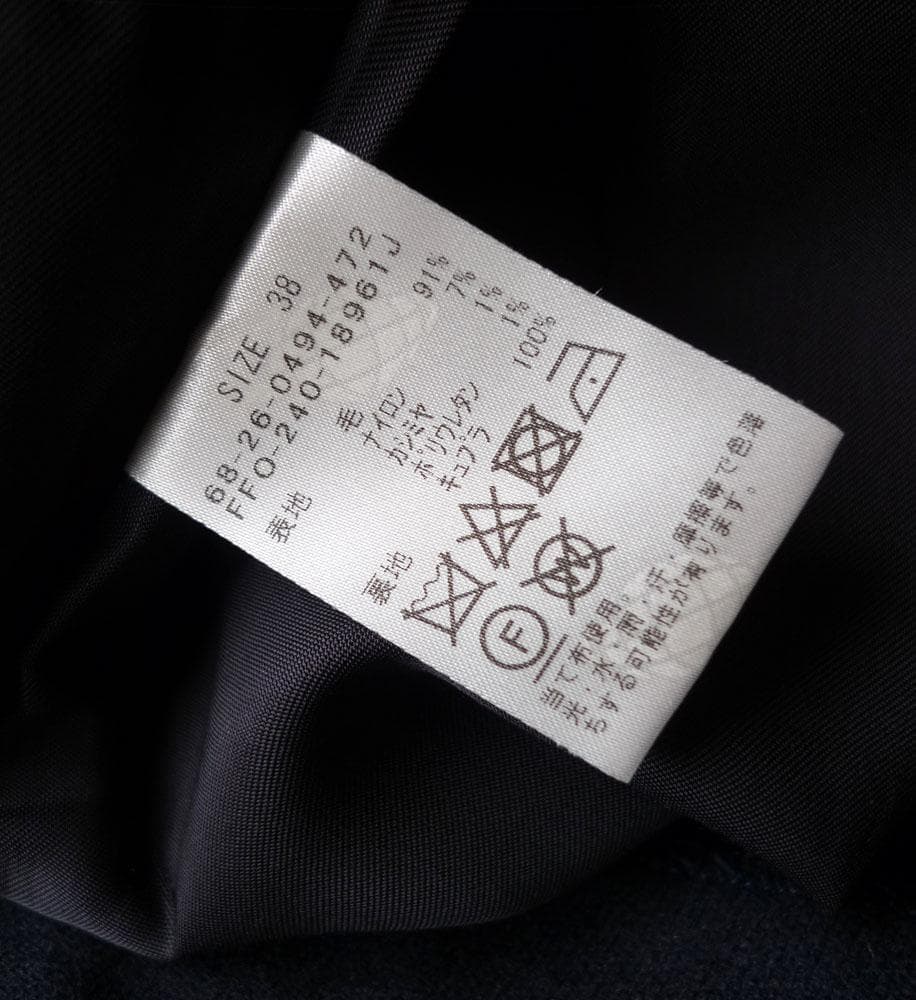 SIZE 38
68-26-0494-472
FFO-240-18961J
表地 毛 91%
ナイロン 7%
カシミヤ 1%
ポリウレタン 1%
裏地 キュプラ 100%
F
W
当て布使用。
光・水・雨・汗・摩擦等で色落
ちする可能性が有ります。